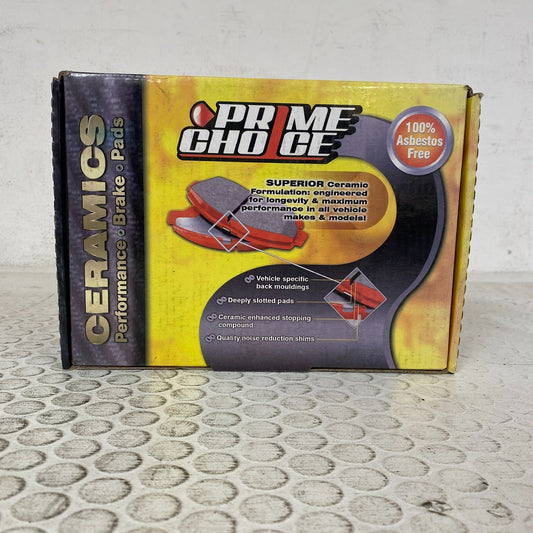 CERAMICS
Performance Brake Pads
PRIME
CHOICE
100%
Asbestos
Free
SUPERIOR Ceramic
Formulation: engineered
for longevity & maximum
performance in all vehicle
makes & models!
Vehicle specific
back mouldings
Deeply slotted pads
Ceramic enhanced stopping
compound
Quality noise reduction shims